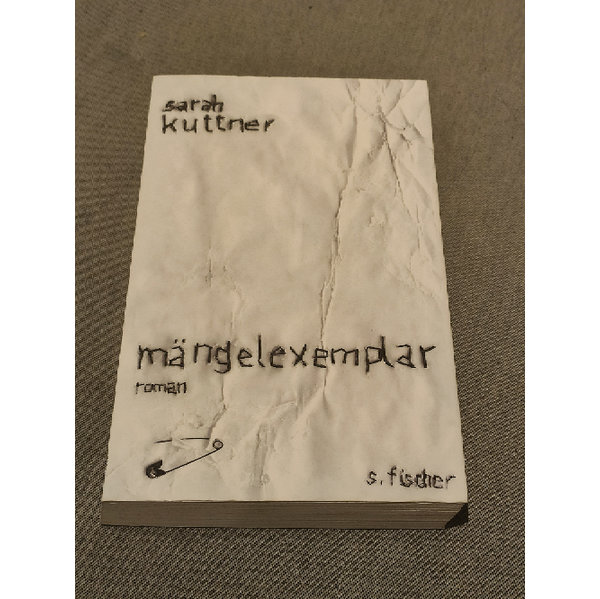 sarah
kuttner
mängelexemplar
roman
s. fischer